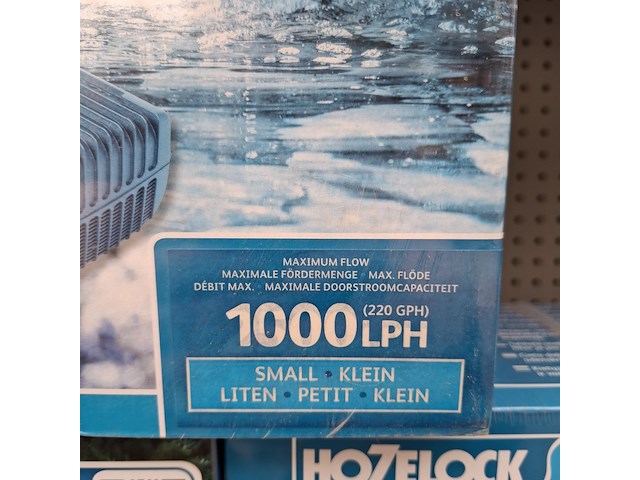 MAXIMUM FLOW
MAXIMALE FÖRDERMENGE • MAX. FLÖDE
DÉBIT MAX. • MAXIMALE DOORSTROOMCAPACITEIT
(220 GPH)
1000 LPH
SMALL • KLEIN
LITEN • PETIT • KLEIN
HOZELOCK